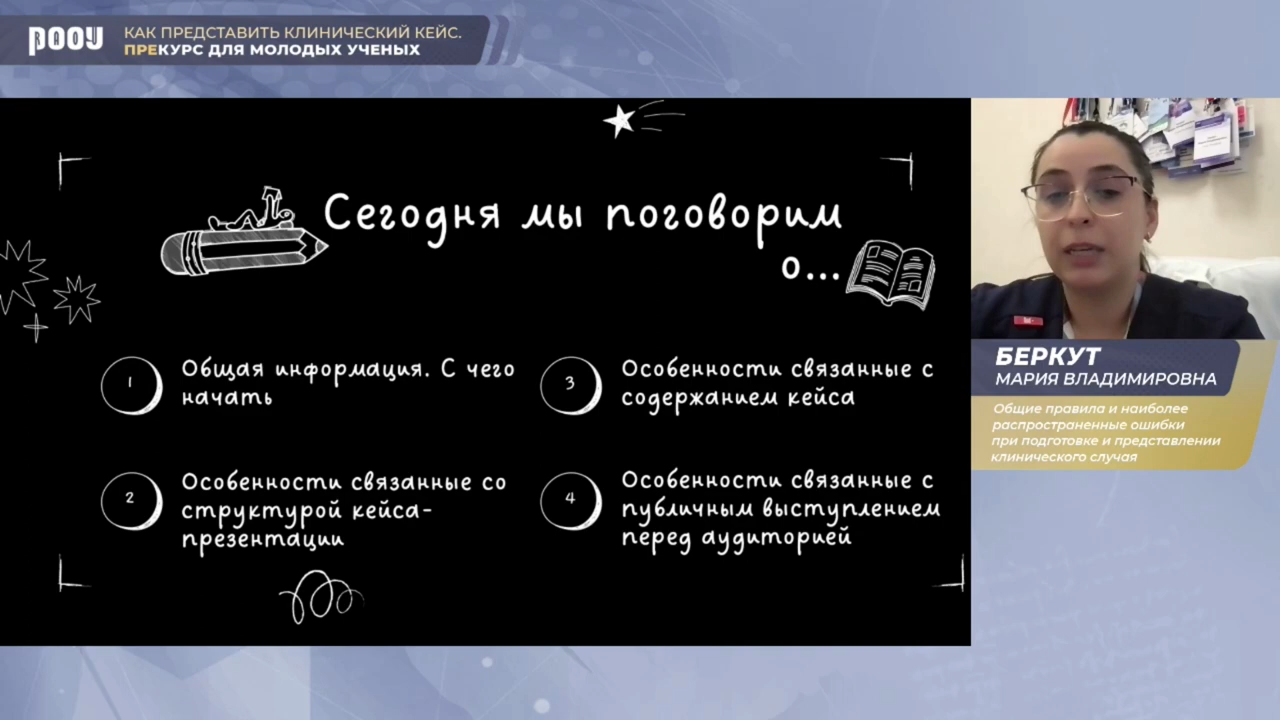 РООУ
КАК ПРЕДСТАВИТЬ КЛИНИЧЕСКИЙ КЕЙС.
ПРЕКУРС ДЛЯ МОЛОДЫХ УЧЕНЫХ
Сегодня мы поговорим
о...
1
Общая информация. С чего
начать
2
Особенности связанные со
структурой кейса-
презентации
3
Особенности связанные с
содержанием кейса
4
Особенности связанные с
публичным выступлением
перед аудиторией
БЕРКУТ
МАРИЯ ВЛАДИМИРОВНА
Общие правила и наиболее
распространенные ошибки
при подготовке и представлении
клинического случая